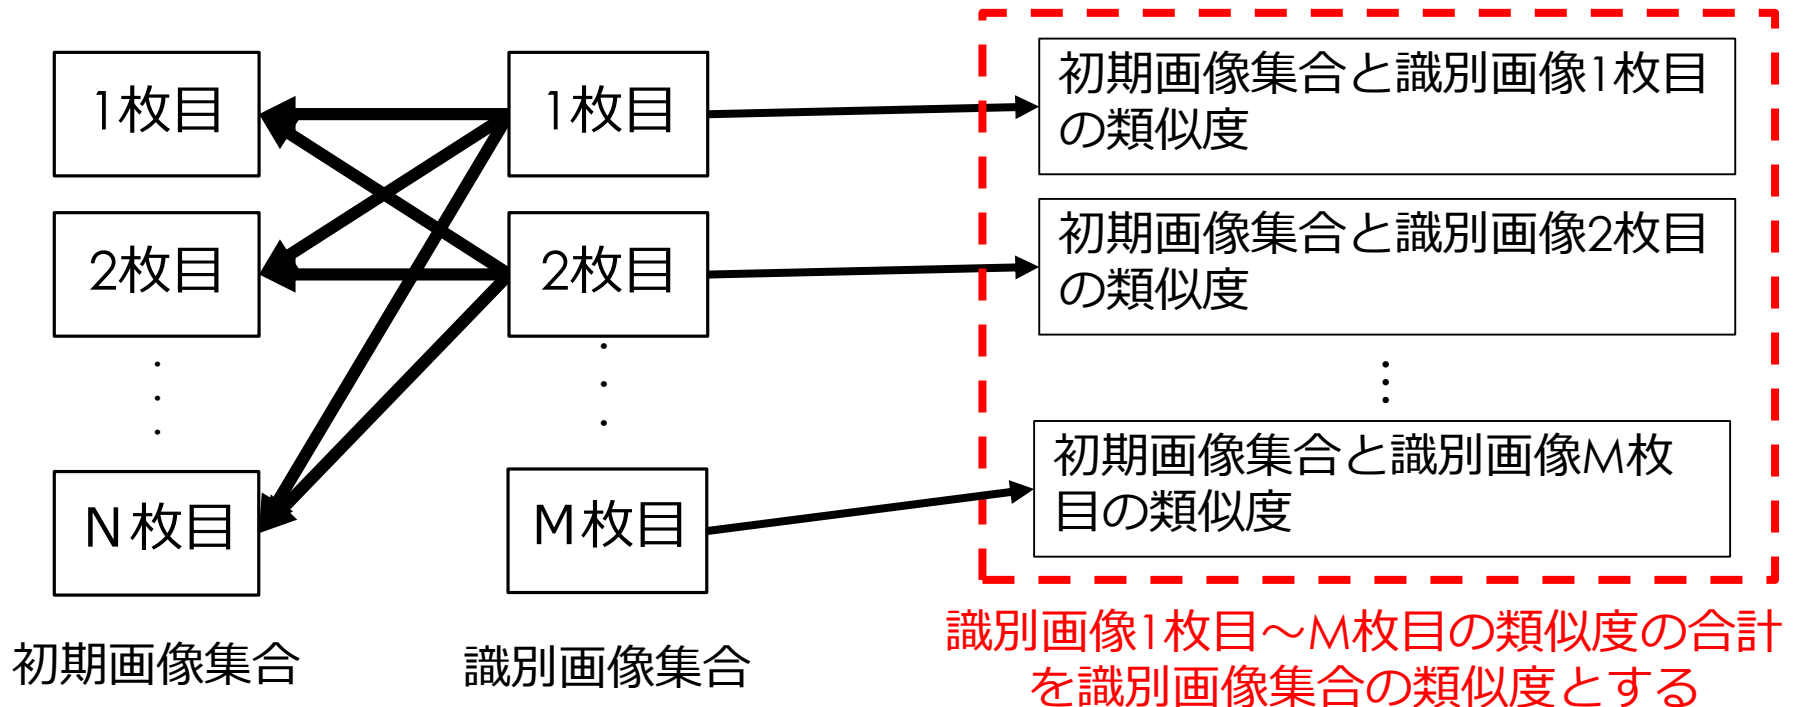 1枚目
2枚目
N枚目
初期画像集合
1枚目
2枚目
M枚目
識別画像集合
初期画像集合と識別画像1枚目
の類似度
初期画像集合と識別画像2枚目
の類似度
初期画像集合と識別画像M枚
目の類似度
識別画像1枚目～M枚目の類似度の合計
を識別画像集合の類似度とする